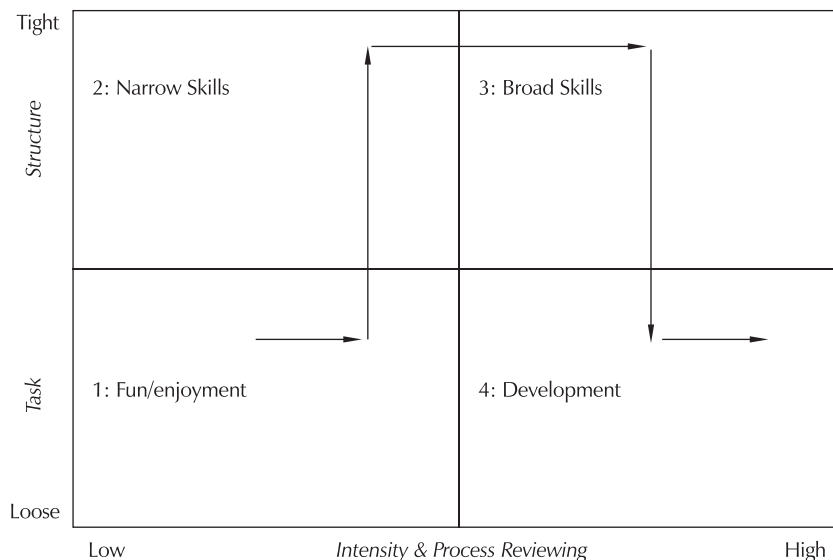 Tight
2: Narrow Skills
3: Broad Skills
Structure
Task
1: Fun/enjoyment
4: Development
Loose
Low
Intensity & Process Reviewing
High